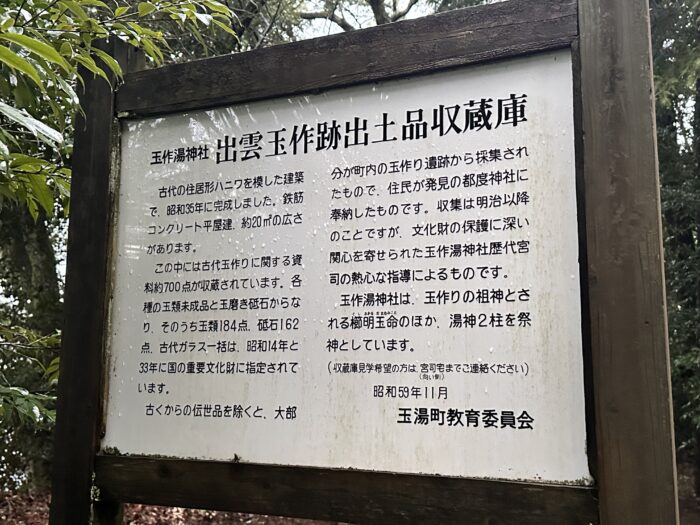 玉作湯神社 出雲玉作跡出土品収蔵庫
古代の住居形ハニワを模した建築
で、昭和35年に完成しました。鉄筋
コンクリート平屋建、約20㎡の広さ
があります。
この中には古代玉作りに関する資
料約700点が収蔵されています。各
種の玉類未成品と玉磨き砥石からな
り、そのうち玉類184点、砥石162
点、古代ガラス一括は、昭和14年と
33年に国の重要文化財に指定されて
います。
古くからの伝世品を除くと、大部
分が町内の玉作り遺跡から採集され
たもので、住民が発見の都度神社に
奉納したものです。収集は明治以降
のことですが、文化財の保護に深い
関心を寄せられた玉作湯神社歴代宮
司の熱心な指導によるものです。
玉作湯神社は、玉作りの祖神とさ
れる櫛明玉命のほか、湯神2柱を祭
神としています。
(収蔵庫見学希望の方は、宮司宅までご連絡ください)
(向い側)
昭和59年11月
玉湯町教育委員会